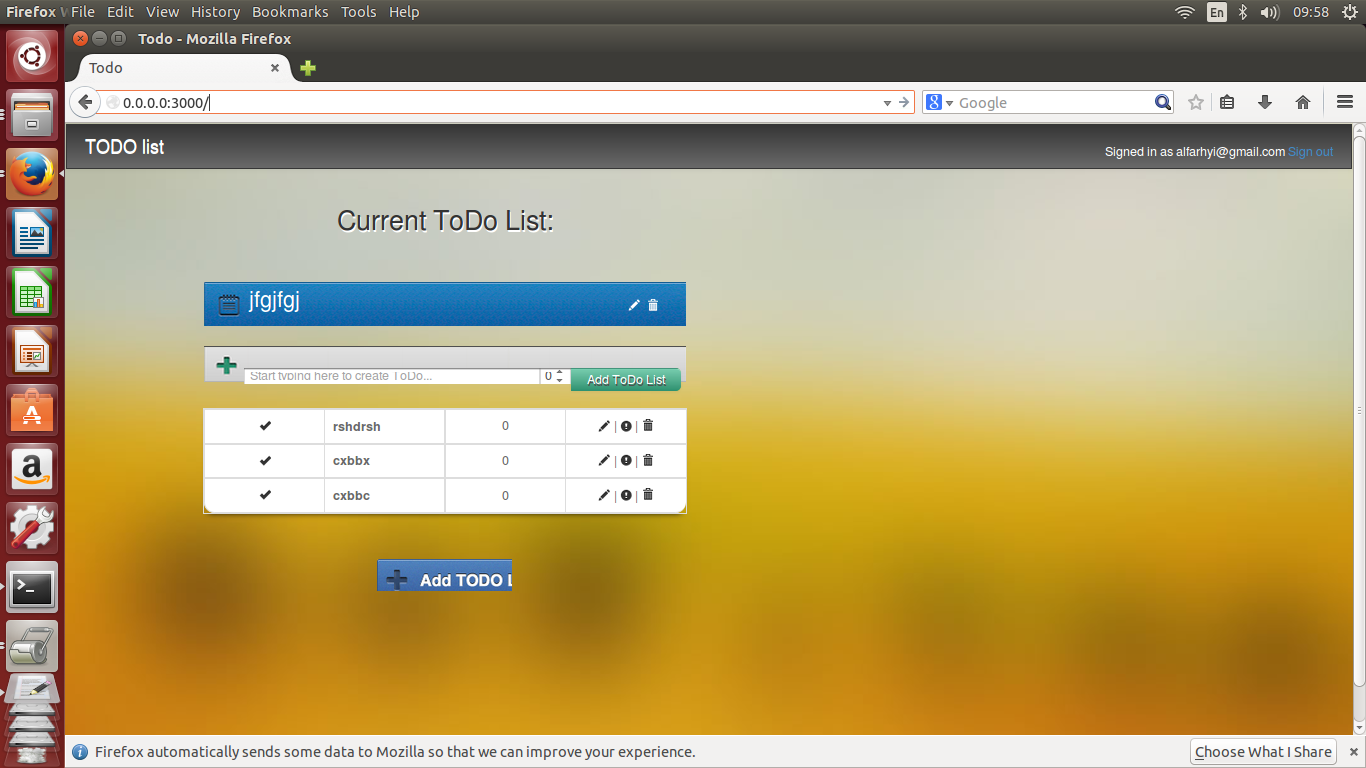 Firefox W File Edit View History Bookmarks Tools Help En 09:58
Todo - Mozilla Firefox
Todo
0.0.0.0:3000/ 8 Google
TODO list
Signed in as alfarhyi@gmail.com Sign out
Current ToDo List:
jfgjfgj
Start typing here to create ToDo... 0 Add ToDo List
rshdrsh 0 | |
cxbbx 0 | |
cxbbc 0 | |
Add TODO L
Firefox automatically sends some data to Mozilla so that we can improve your experience. Choose What I Share